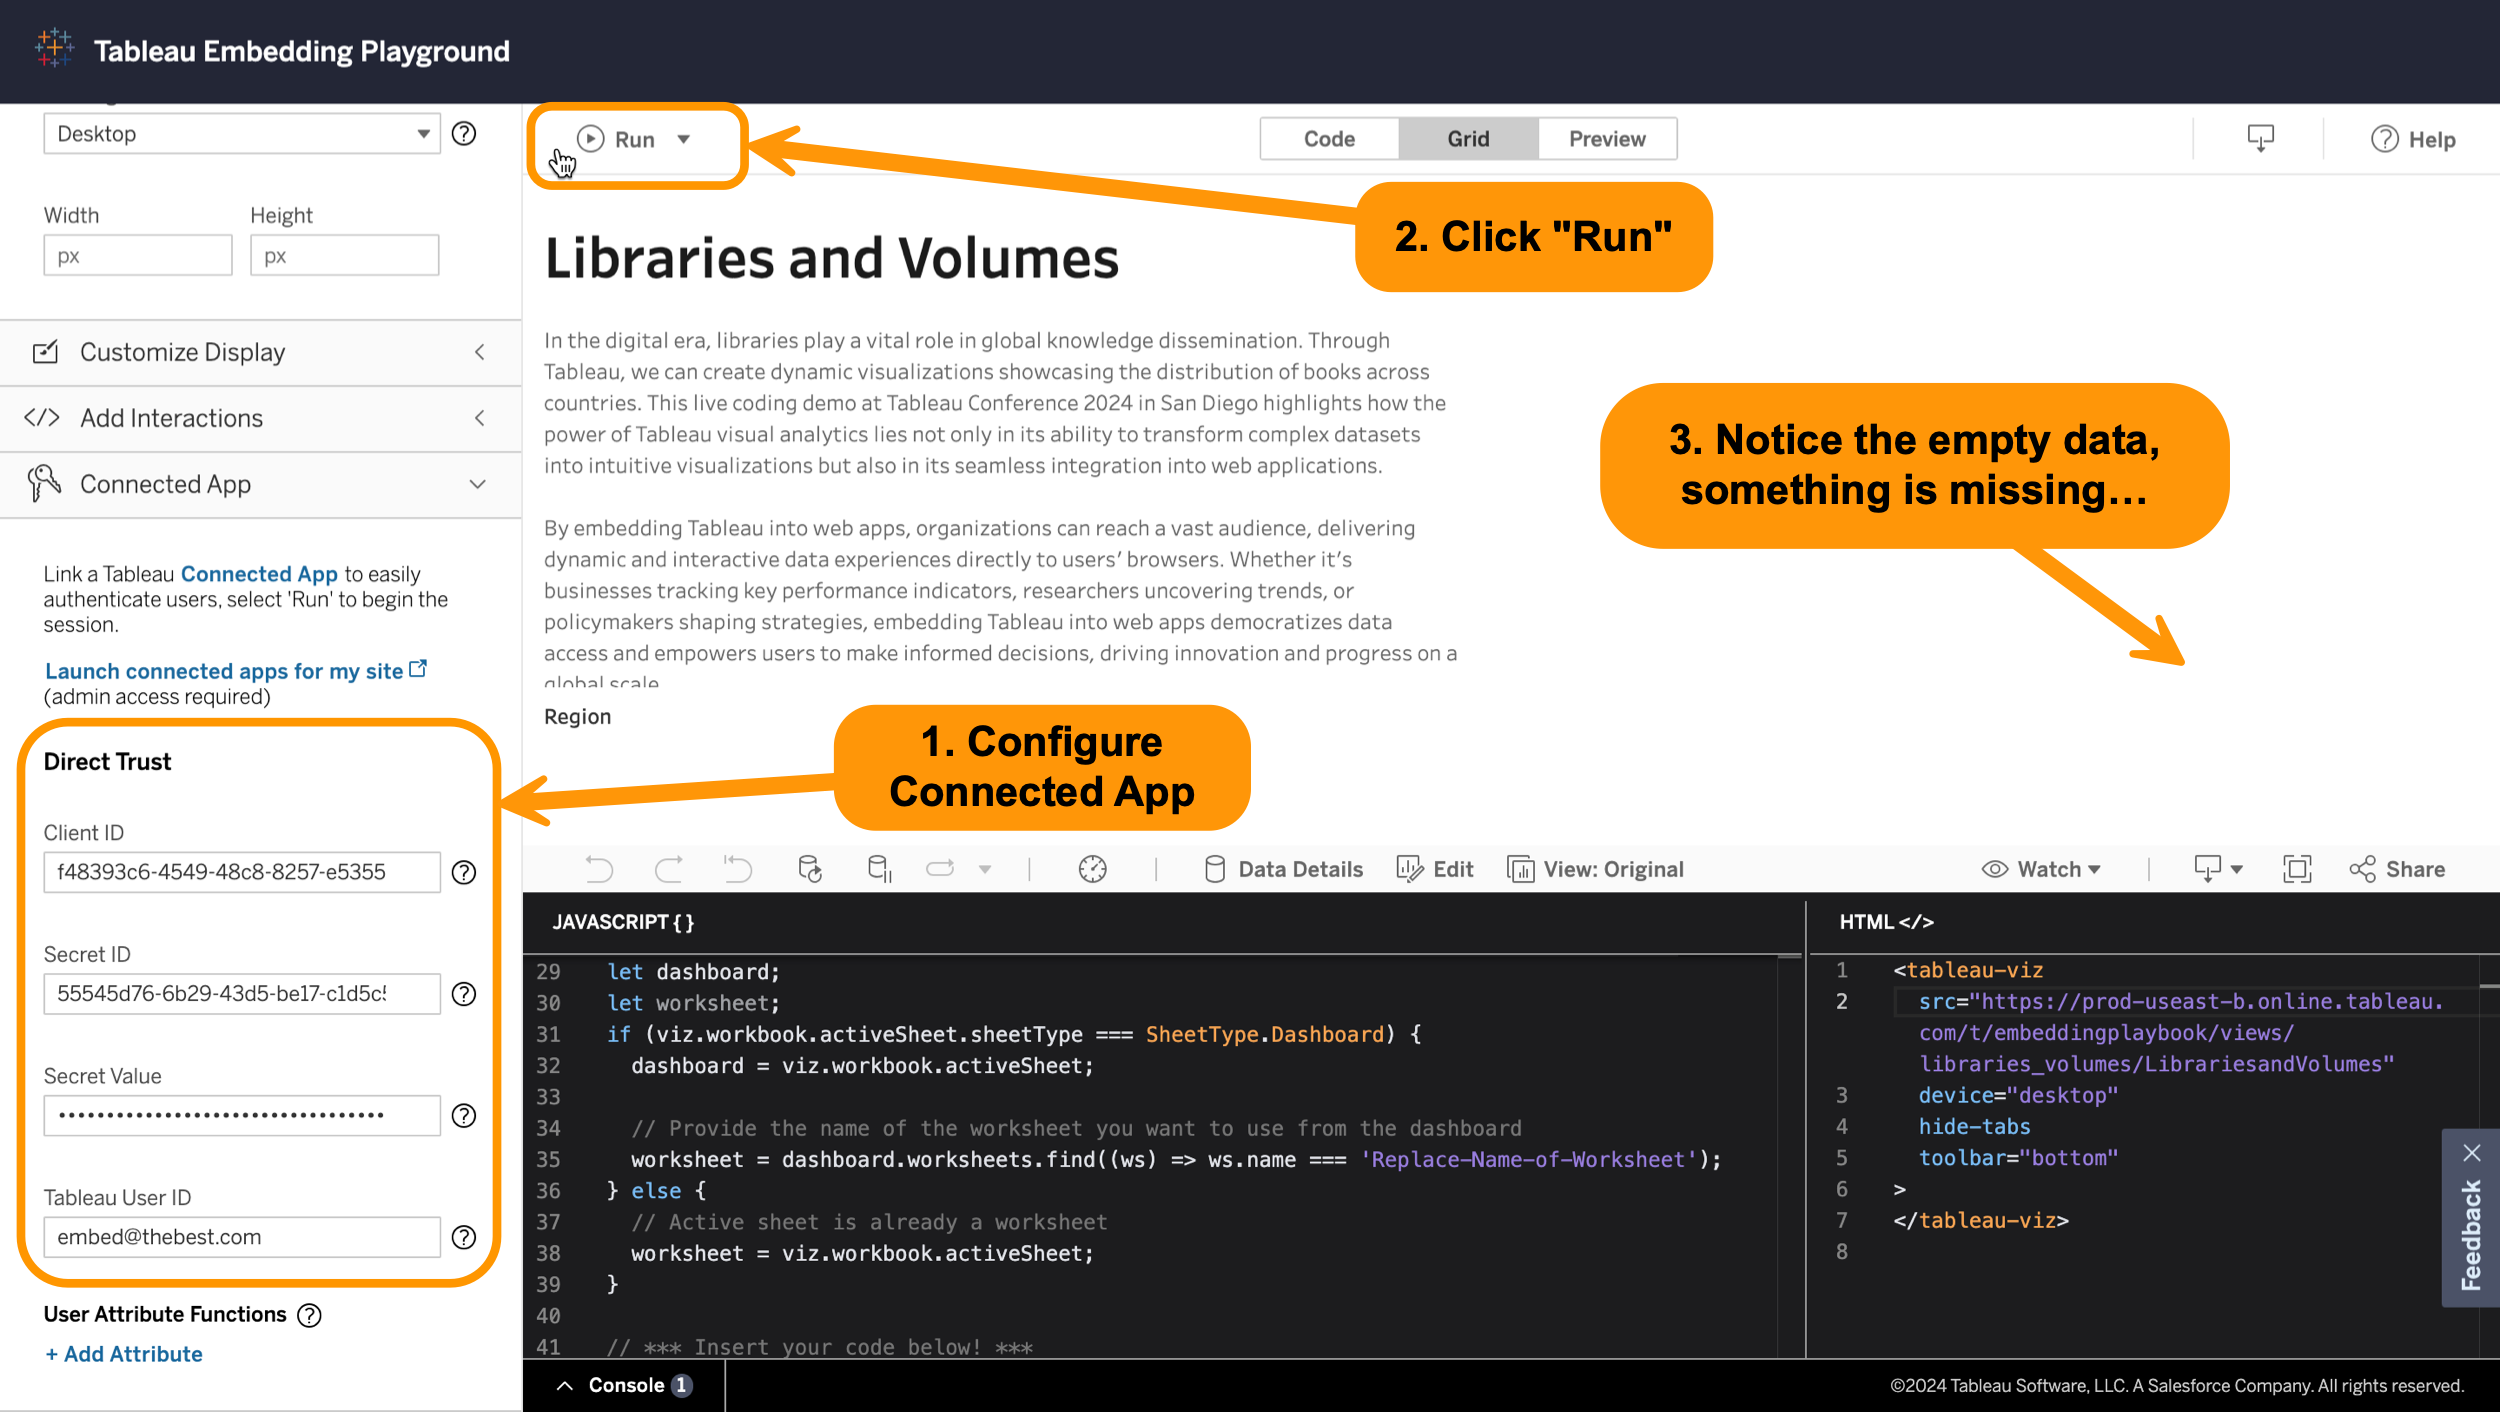 Tableau Embedding Playground
Desktop
Width
Height
px
px
Customize Display
Add Interactions
Connected App
Link a Tableau Connected App to easily
authenticate users, select 'Run' to begin the
session.
Launch connected apps for my site
(admin access required)
Direct Trust
Client ID
f48393c6-4549-48c8-8257-e5355
Secret ID
55545d76-6b29-43d5-be17-c1d5c5
Secret Value
Tableau User ID
embed@thebest.com
User Attribute Functions
+ Add Attribute
Run
Code
Grid
Preview
Help
2. Click "Run"
Libraries and Volumes
In the digital era, libraries play a vital role in global knowledge dissemination. Through
Tableau, we can create dynamic visualizations showcasing the distribution of books across
countries. This live coding demo at Tableau Conference 2024 in San Diego highlights how the
power of Tableau visual analytics lies not only in its ability to transform complex datasets
into intuitive visualizations but also in its seamless integration into web applications.
By embedding Tableau into web apps, organizations can reach a vast audience, delivering
dynamic and interactive data experiences directly to users’ browsers. Whether it’s
businesses tracking key performance indicators, researchers uncovering trends, or
policymakers shaping strategies, embedding Tableau into web apps democratizes data
access and empowers users to make informed decisions, driving innovation and progress on a
global scale
Region
3. Notice the empty data,
something is missing...
1. Configure
Connected App
Data Details
Edit
View: Original
Watch
Share
JAVASCRIPT { }
29 let dashboard;
30 let worksheet;
31 if (viz.workbook.activeSheet.sheetType === SheetType.Dashboard) {
32 dashboard = viz.workbook.activeSheet;
33
34 // Provide the name of the worksheet you want to use from the dashboard
35 worksheet = dashboard.worksheets.find((ws) => ws.name === 'Replace-Name-of-Worksheet');
36 } else {
37 // Active sheet is already a worksheet
38 worksheet = viz.workbook.activeSheet;
39 }
40
41 // *** Insert your code below! ***
HTML </>
1 <tableau-viz
2 src="https://prod-useast-b.online.tableau.
com/t/embeddingplaybook/views/
libraries_volumes/LibrariesandVolumes"
3 device="desktop"
4 hide-tabs
5 toolbar="bottom"
6 >
7 </tableau-viz>
8
Feedback
Console 1
©2024 Tableau Software, LLC. A Salesforce Company. All rights reserved.